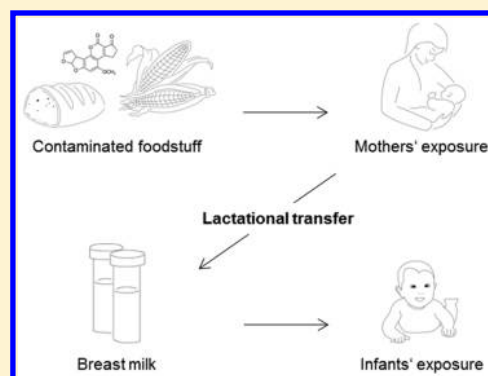 Contaminated foodstuff
Mothers‘ exposure
Lactational transfer
Breast milk
Infants‘ exposure